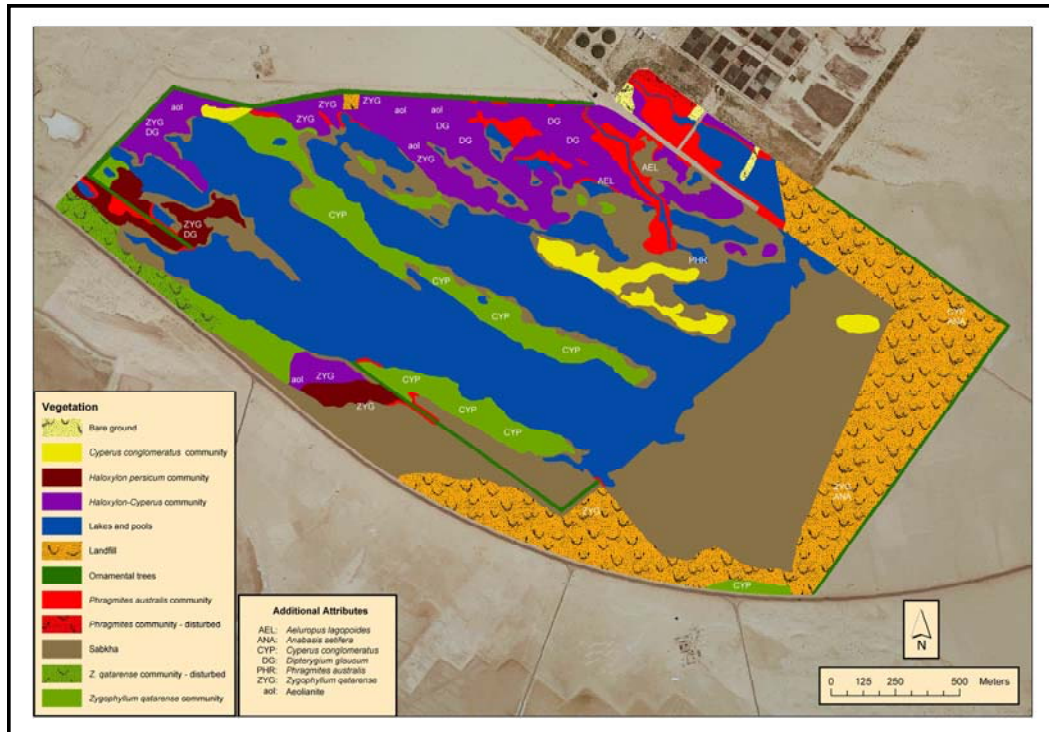 aol
ZYG
DG
ZYG
ZYG
ZYG
aol
aol
DG
DG
DG
DG
aol
ZYG
AEL
AEL
ZYG
DG
CYP
PHR
CYP
CYP
CYP
CYP
ANA
aol
ZYG
ZYG
CYP
CYP
CYP
ZYG
ZYG
ANA
CYP
Vegetation
Bare ground
Cyperus conglomeratus community
Haloxylon persicum community
Haloxylon-Cyperus community
Lakes and pools
Landfill
Ornamental trees
Phragmites australis community
Phragmites community - disturbed
Sabkha
Z. qatarense community - disturbed
Zygophyllum qatarense community
Additional Attributes
AEL: Aeluropus lagopoides
ANA: Anabasis setifera
CYP: Cyperus conglomeratus
DG: Dipterygium glaucum
PHR: Phragmites australis
ZYG: Zygophyllum qatarense
aol: Aeolianite
N
0 125 250 500 Meters